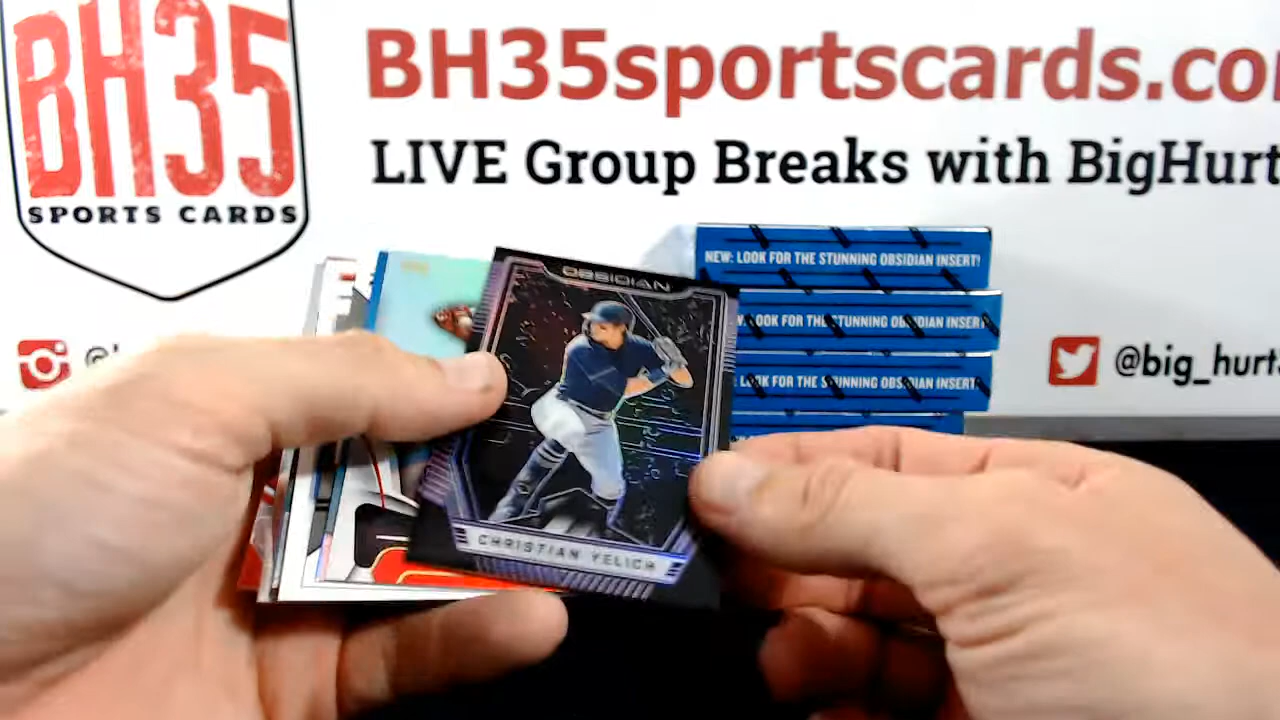 BH35
SPORTS CARDS
BH35sportscards.co
LIVE Group Breaks with BigHurt
@big_hurt3
NEW: LOOK FOR THE STUNNING OBSIDIAN INSERT!
LOOK FOR THE STUNNING OBSIDIAN INSERT
LOOK FOR THE STUNNING OBSIDIAN INSERT
OBSIDIAN
CHRISTIAN YELICH